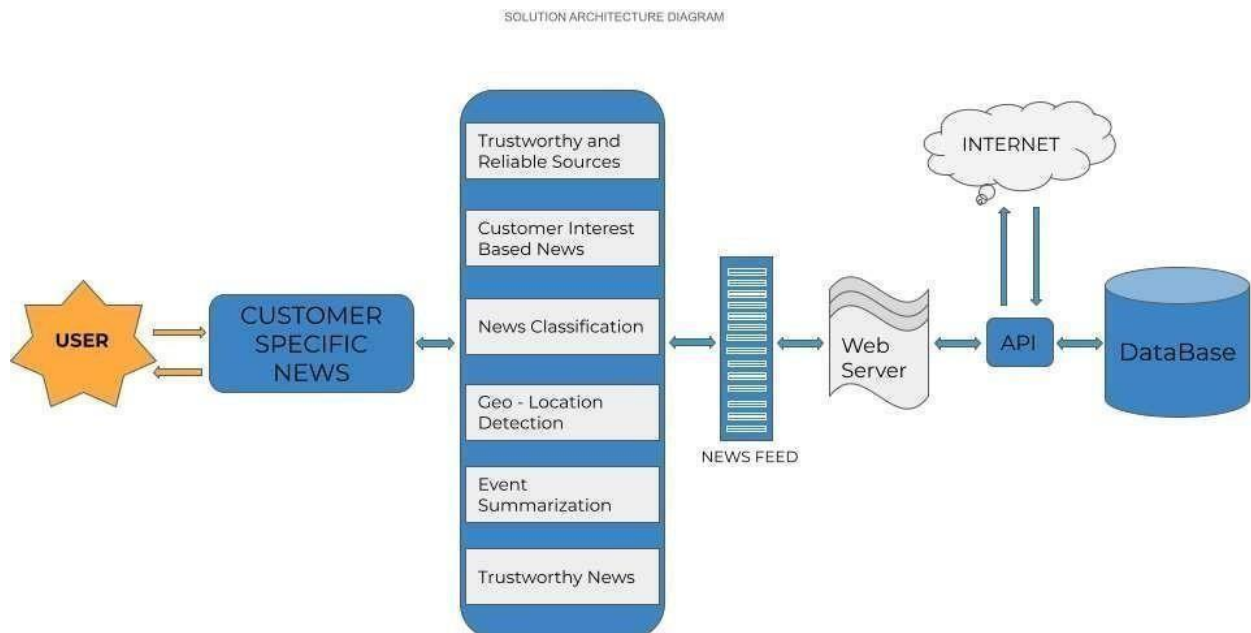 SOLUTION ARCHITECTURE DIAGRAM
USER
CUSTOMER
SPECIFIC
NEWS
Trustworthy and
Reliable Sources
Customer Interest
Based News
News Classification
Geo - Location
Detection
Event
Summarization
Trustworthy News
NEWS FEED
Web
Server
INTERNET
API
DataBase